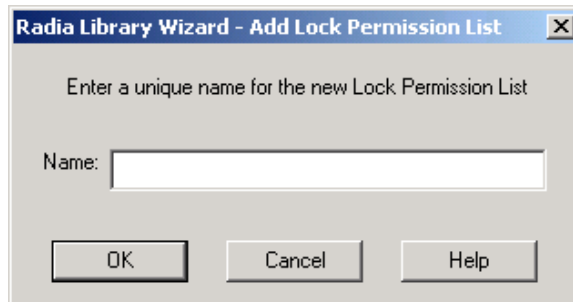 Radia Library Wizard - Add Lock Permission List
Enter a unique name for the new Lock Permission List
Name:
OK Cancel Help